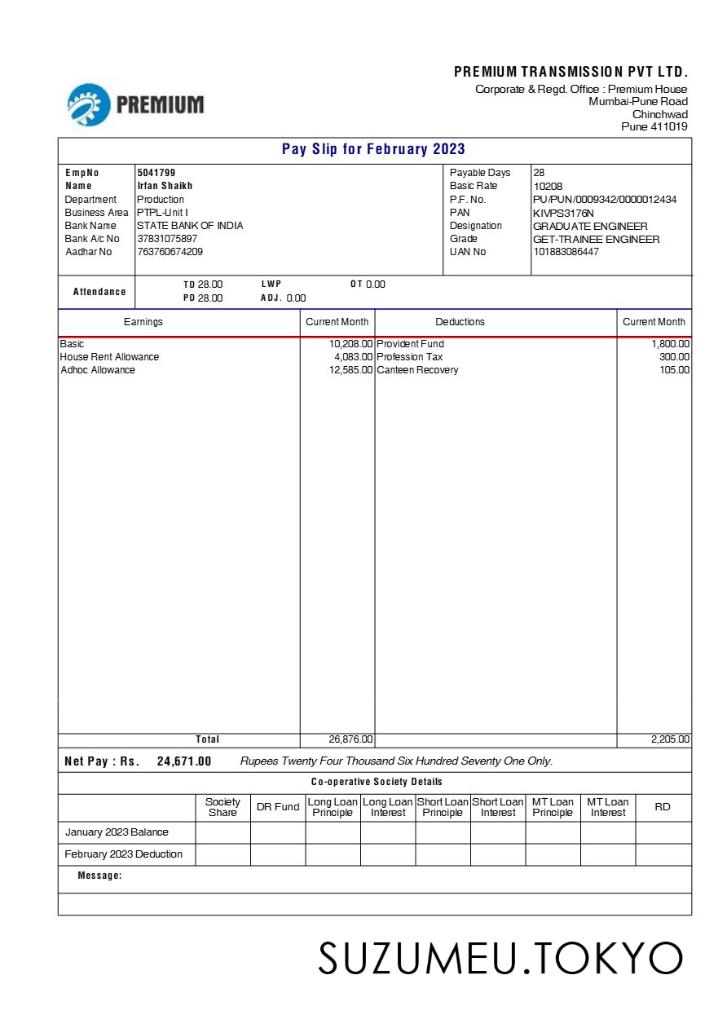 PREMIUM TRANSMISSION PVT LTD.
Corporate & Regd. Office : Premium House
Mumbai-Pune Road
Chinchwad
Pune 411019
PREMIUM
Pay Slip for February 2023
EmpNo 5041799 Payable Days 28
Name Irfan Shaikh Basic Rate 10208
Department Production P.F. No. PU/PUN/0009342/0000012434
Business Area PTPL-Unit I PAN KIVPS3176N
Bank Name STATE BANK OF INDIA Designation GRADUATE ENGINEER
Bank A/c No 37831075897 Grade GET-TRAINEE ENGINEER
Aadhar No 763760674209 UAN No 101883086447
Attendance TD 28.00 LWP OT 0.00
PD 28.00 ADJ. 0.00
Earnings Current Month Deductions Current Month
Basic 10,208.00 Provident Fund 1,800.00
House Rent Allowance 4,083.00 Profession Tax 300.00
Adhoc Allowance 12,585.00 Canteen Recovery 105.00
Total 26,876.00 2,205.00
Net Pay : Rs. 24,671.00 Rupees Twenty Four Thousand Six Hundred Seventy One Only.
Co-operative Society Details
Society Share DR Fund Long Loan Principle Long Loan Interest Short Loan Principle Short Loan Interest MT Loan Principle MT Loan Interest RD
January 2023 Balance
February 2023 Deduction
Message:
SUZUMEU.TOKYO